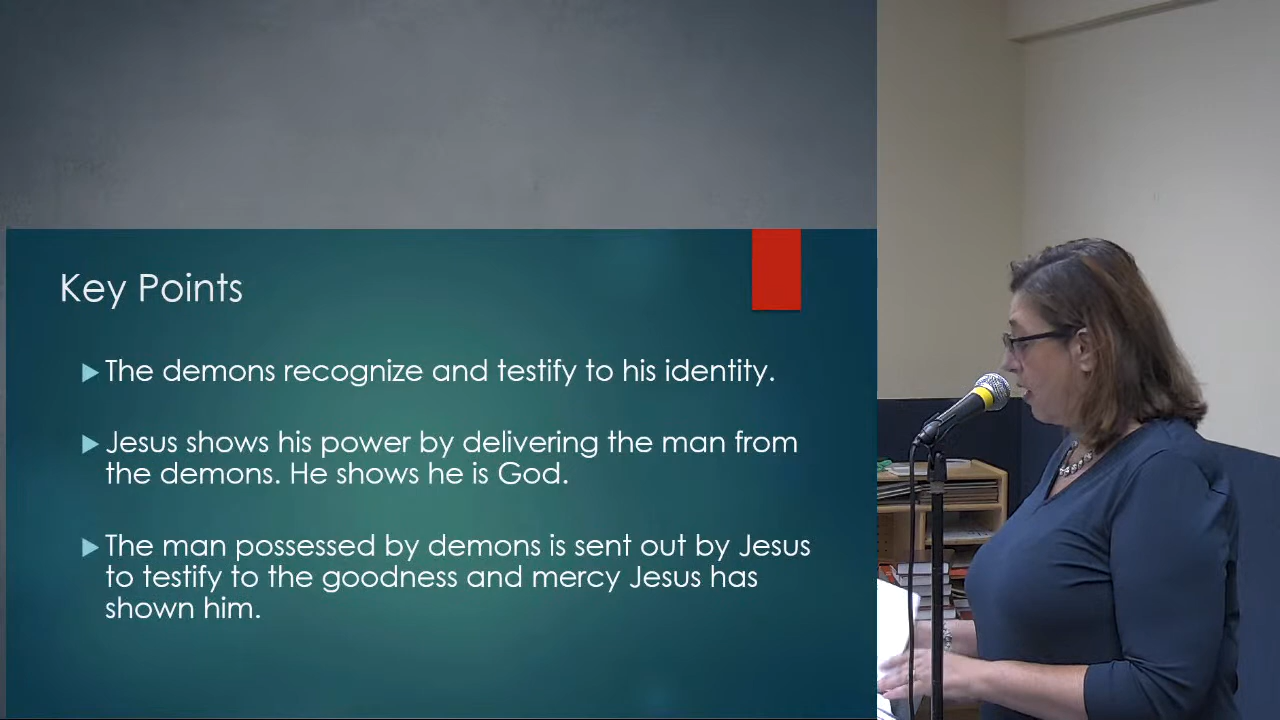 Key Points
The demons recognize and testify to his identity.
Jesus shows his power by delivering the man from
the demons. He shows he is God.
The man possessed by demons is sent out by Jesus
to testify to the goodness and mercy Jesus has
shown him.